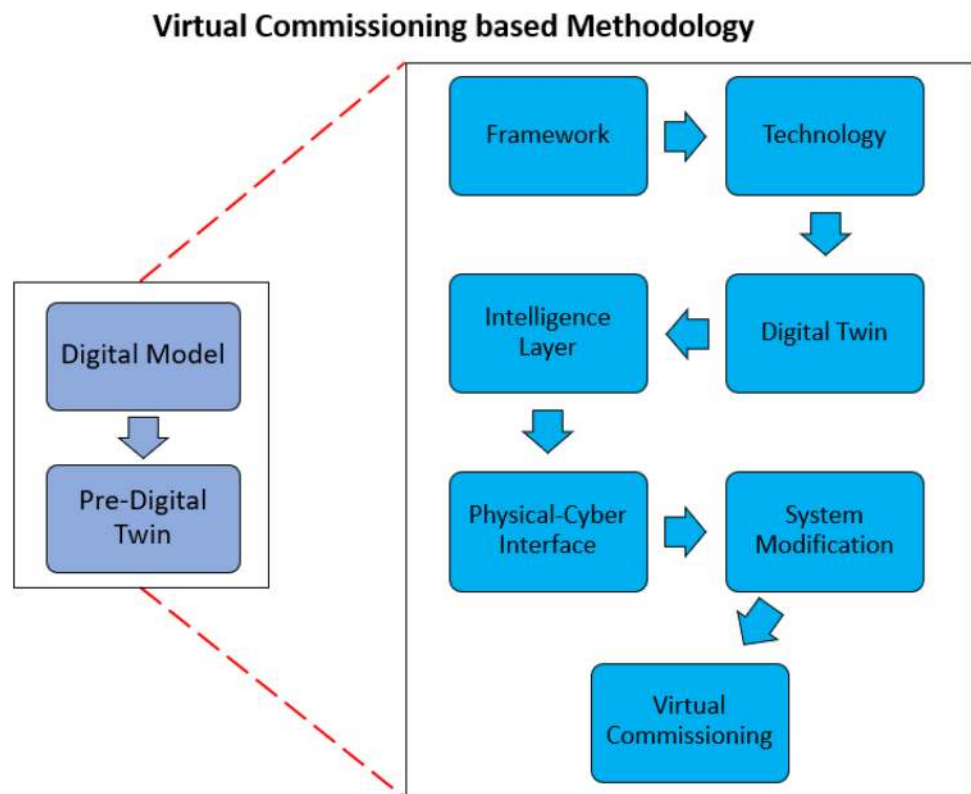 Virtual Commissioning based Methodology
Digital Model
Pre-Digital
Twin
Framework
Technology
Digital Twin
Intelligence
Layer
Physical-Cyber
Interface
System
Modification
Virtual
Commissioning